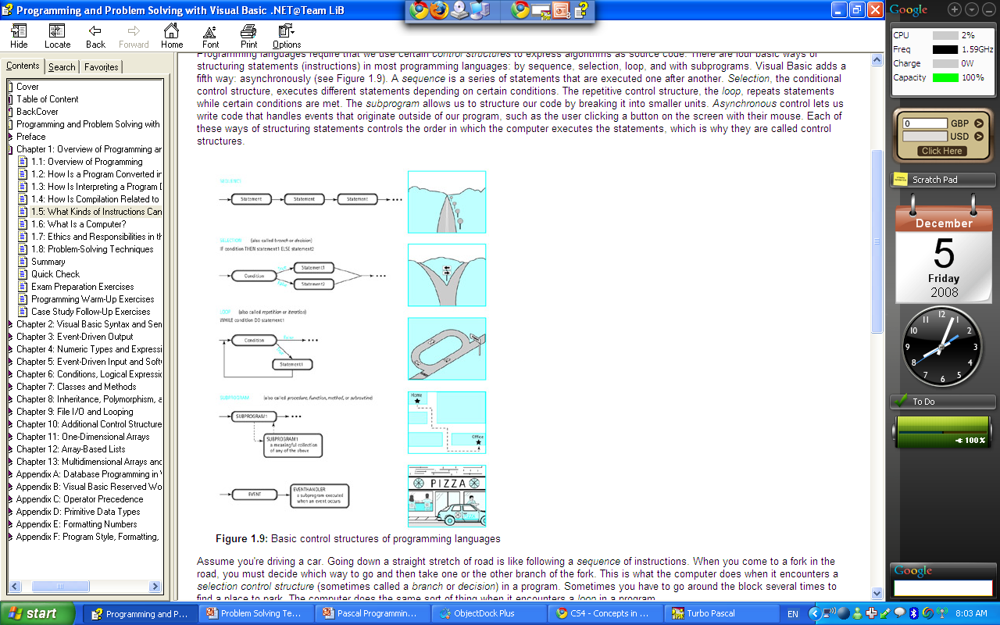 Programming and Problem Solving with Visual Basic .NET@Team LiB
Hide Locate Back Forward Home Font Print Options
Contents Search Favorites
Cover
Table of Content
BackCover
Programming and Problem Solving with
Preface
Chapter 1: Overview of Programming ar
1.1: Overview of Programming
1.2: How Is a Program Converted in
1.3: How Is Interpreting a Program D
1.4: How Is Compilation Related to
1.5: What Kinds of Instructions Can
1.6: What Is a Computer?
1.7: Ethics and Responsibilities in th
1.8: Problem-Solving Techniques
Summary
Quick Check
Exam Preparation Exercises
Programming Warm-Up Exercises
Case Study Follow-Up Exercises
Chapter 2: Visual Basic Syntax and Sem
Chapter 3: Event-Driven Output
Chapter 4: Numeric Types and Expressi
Chapter 5: Event-Driven Input and Softw
Chapter 6: Conditions, Logical Expressio
Chapter 7: Classes and Methods
Chapter 8: Inheritance, Polymorphism, a
Chapter 9: File I/O and Looping
Chapter 10: Additional Control Structure
Chapter 11: One-Dimensional Arrays
Chapter 12: Array-Based Lists
Chapter 13: Multidimensional Arrays and
Appendix A: Database Programming in V
Appendix B: Visual Basic Reserved Wo
Appendix C: Operator Precedence
Appendix D: Primitive Data Types
Appendix E: Formatting Numbers
Appendix F: Program Style, Formatting,
Programming languages require that we use certain control structures to express algorithms as source code. There are four basic ways of
structuring statements (instructions) in most programming languages: by sequence, selection, loop, and with subprograms. Visual Basic adds a
fifth way: asynchronously (see Figure 1.9). A sequence is a series of statements that are executed one after another. Selection, the conditional
control structure, executes different statements depending on certain conditions. The repetitive control structure, the loop, repeats statements
while certain conditions are met. The subprogram allows us to structure our code by breaking it into smaller units. Asynchronous control lets us
write code that handles events that originate outside of our program, such as the user clicking a button on the screen with their mouse. Each of
these ways of structuring statements controls the order in which the computer executes the statements, which is why they are called control
structures.
SEQUENCE
Statement Statement Statement
SELECTION (also called branch or decision)
IF condition THEN statement1 ELSE statement2
Condition True Statement1
False Statement2
LOOP (also called repetition or iteration)
WHILE condition DO statement1
Condition False
True
Statement1
SUBPROGRAM (also called procedure, function, method, or subroutine)
SUBPROGRAM1
SUBPROGRAM1
a meaningful collection
of any of the above
Home
Office
EVENT
EVENTHANDLER
a subprogram executed
when an event occurs
PIZZA
Figure 1.9: Basic control structures of programming languages
Assume you're driving a car. Going down a straight stretch of road is like following a sequence of instructions. When you come to a fork in the
road, you must decide which way to go and then take one or the other branch of the fork. This is what the computer does when it encounters a
selection control structure (sometimes called a branch or decision) in a program. Sometimes you have to go around the block several times to
find a place to park. The computer does the same sort of thing when it encounters a loop in a program.
Google
CPU 2%
Freq 1.59GHz
Charge 0W
Capacity 100%
0 GBP
USD
Click Here
Scratch Pad
December
5
Friday
2008
12 1 2 3 4 5 6 7 8 9 10 11
To Do
100%
Google
start
Programming and P...
Problem Solving Te...
Pascal Programmin...
ObjectDock Plus
CS4 - Concepts in ...
Turbo Pascal
EN
8:03 AM